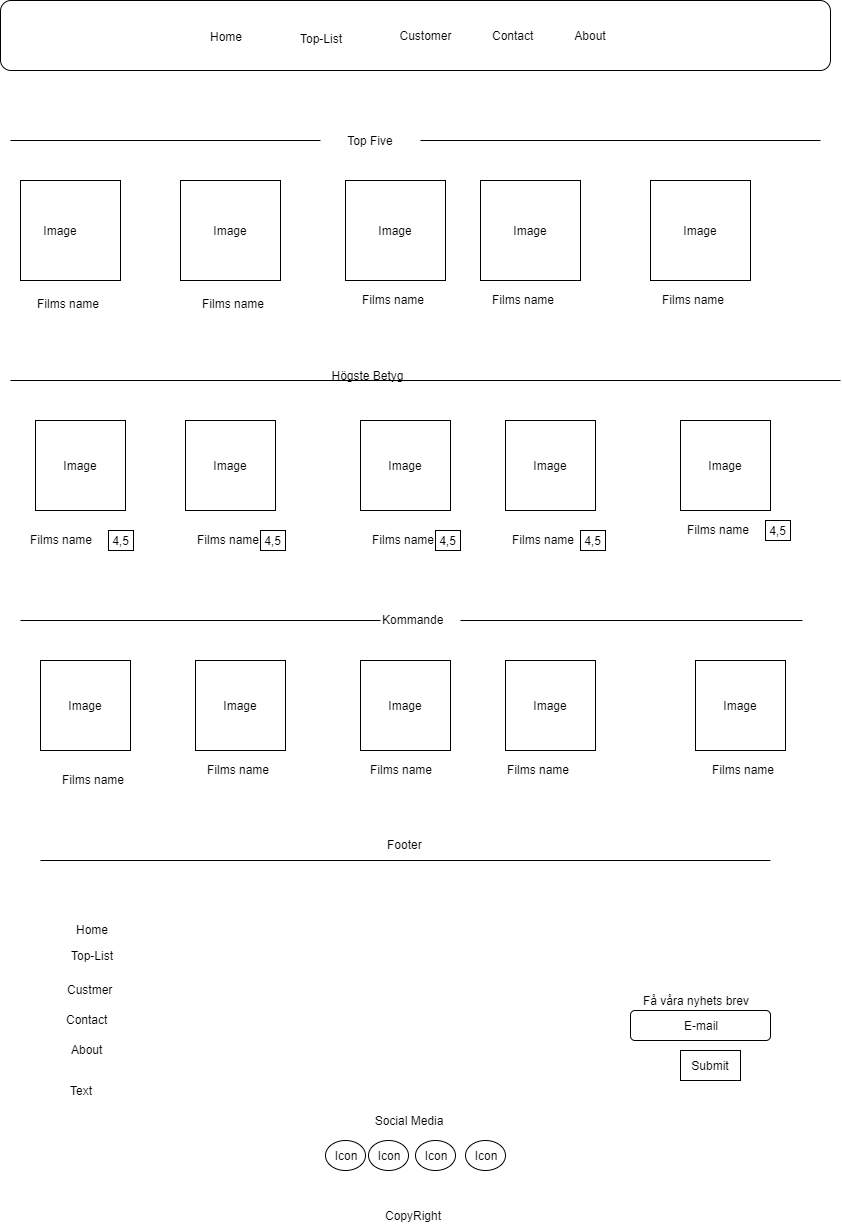 Home
Top-List
Customer
Contact
About
Top Five
Image
Image
Image
Image
Image
Films name
Films name
Films name
Films name
Films name
Högste Betyg
Image
Image
Image
Image
Image
Films name
4,5
Films name
4,5
Films name
4,5
Films name
4,5
Films name
4,5
Kommande
Image
Image
Image
Image
Image
Films name
Films name
Films name
Films name
Films name
Footer
Home
Top-List
Custmer
Contact
About
Text
Få våra nyhets brev
E-mail
Submit
Social Media
Icon
Icon
Icon
Icon
CopyRight